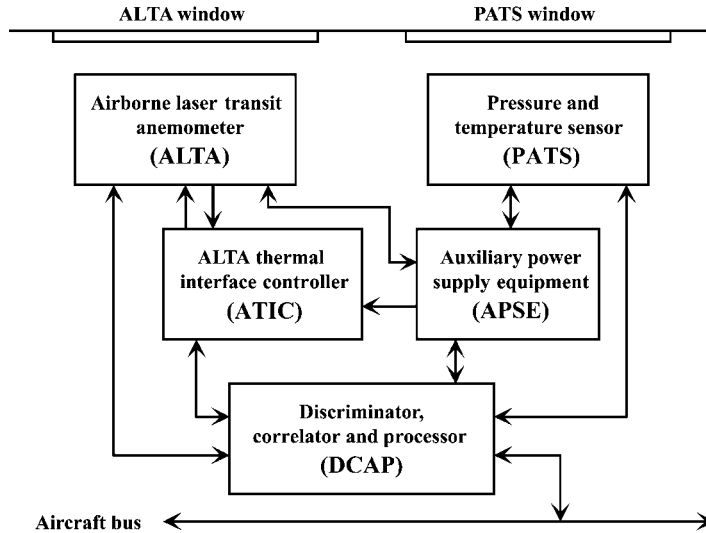 ALTA window
PATS window
Airborne laser transit
anemometer
(ALTA)
Pressure and
temperature sensor
(PATS)
ALTA thermal
interface controller
(ATIC)
Auxiliary power
supply equipment
(APSE)
Discriminator,
correlator and processor
(DCAP)
Aircraft bus